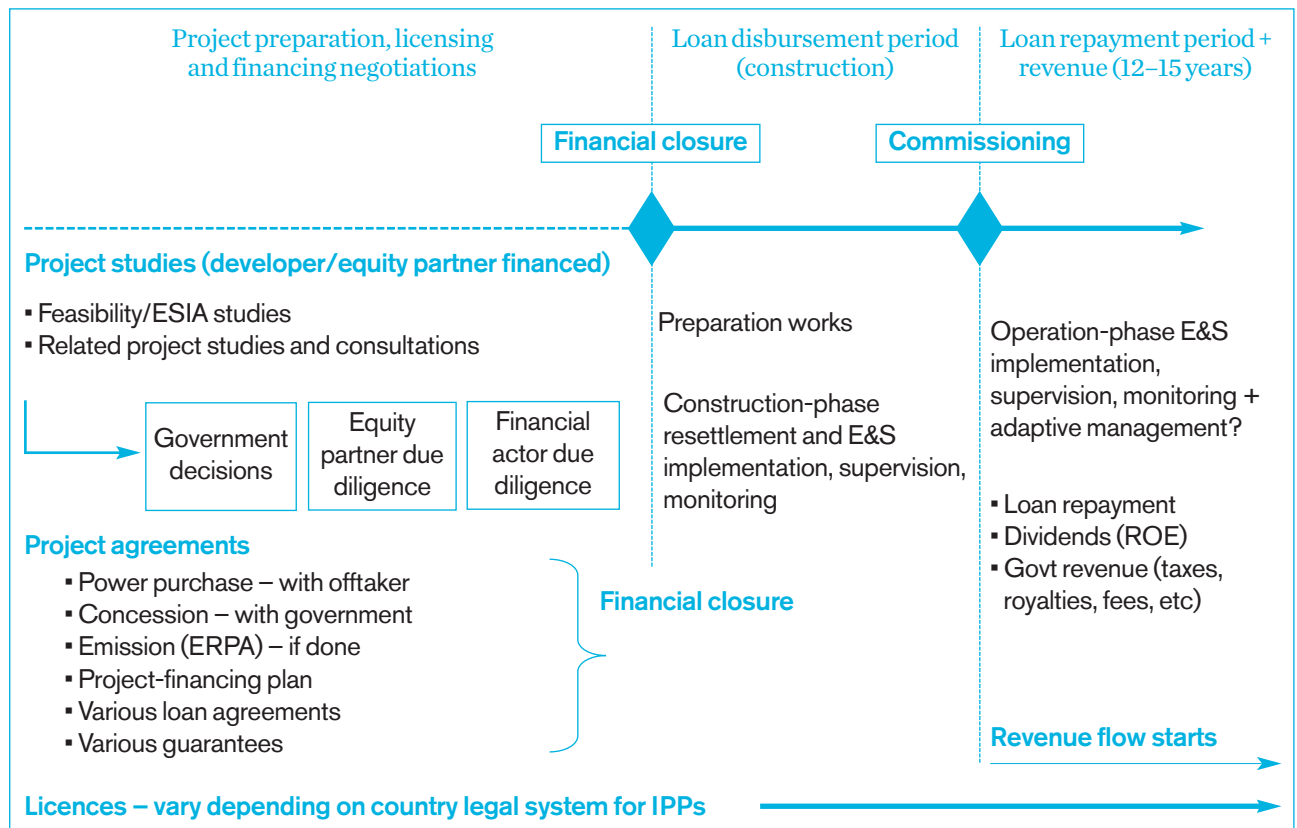 Project preparation, licensing
and financing negotiations
Loan disbursement period
(construction)
Loan repayment period +
revenue (12–15 years)
Financial closure
Commissioning
Project studies (developer/equity partner financed)
▪ Feasibility/ESIA studies
▪ Related project studies and consultations
Government
decisions
Equity
partner due
diligence
Financial
actor due
diligence
Project agreements
▪ Power purchase – with offtaker
▪ Concession – with government
▪ Emission (ERPA) – if done
▪ Project-financing plan
▪ Various loan agreements
▪ Various guarantees
Financial closure
Preparation works
Construction-phase
resettlement and E&S
implementation, supervision,
monitoring
Operation-phase E&S
implementation,
supervision, monitoring +
adaptive management?
▪ Loan repayment
▪ Dividends (ROE)
▪ Govt revenue (taxes,
royalties, fees, etc)
Revenue flow starts
Licences – vary depending on country legal system for IPPs